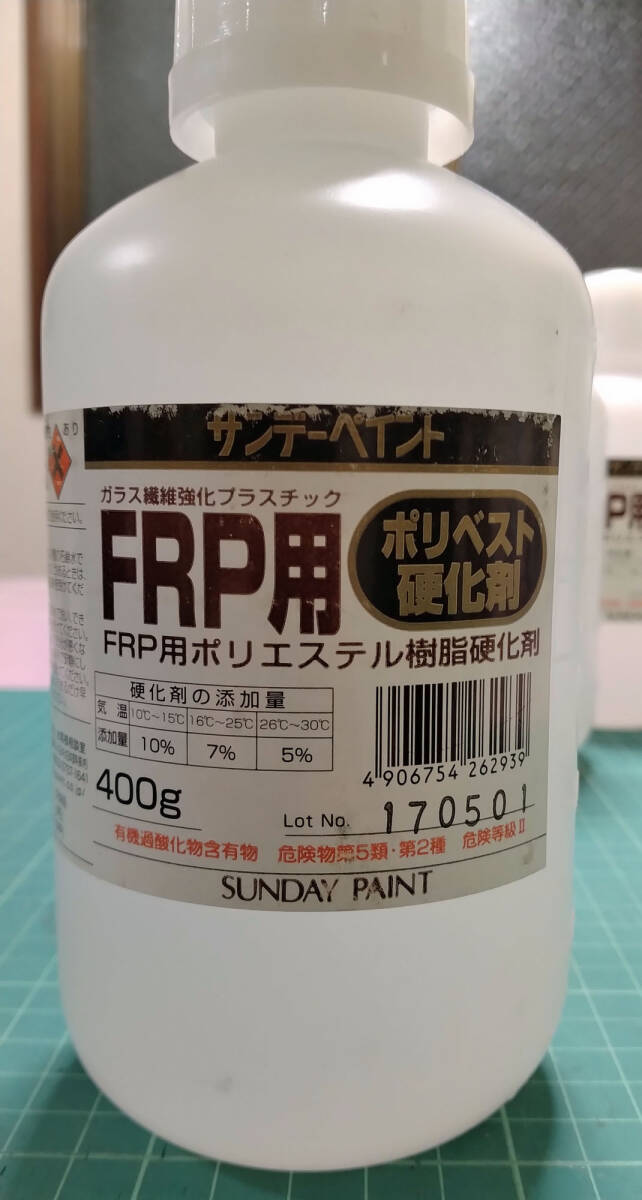 サンデーペイント
ガラス繊維強化プラスチック
FRP用
ポリベスト
硬化剤
FRP用ポリエステル樹脂硬化剤
硬化剤の添加量
気温 10℃〜15℃ 16℃〜25℃ 26℃〜30℃
添加量 10% 7% 5%
4 906754 262939
400g
Lot No. 170501
有機過酸化物含有物 危険物第5類・第2種 危険等級Ⅱ
SUNDAY PAINT
あり